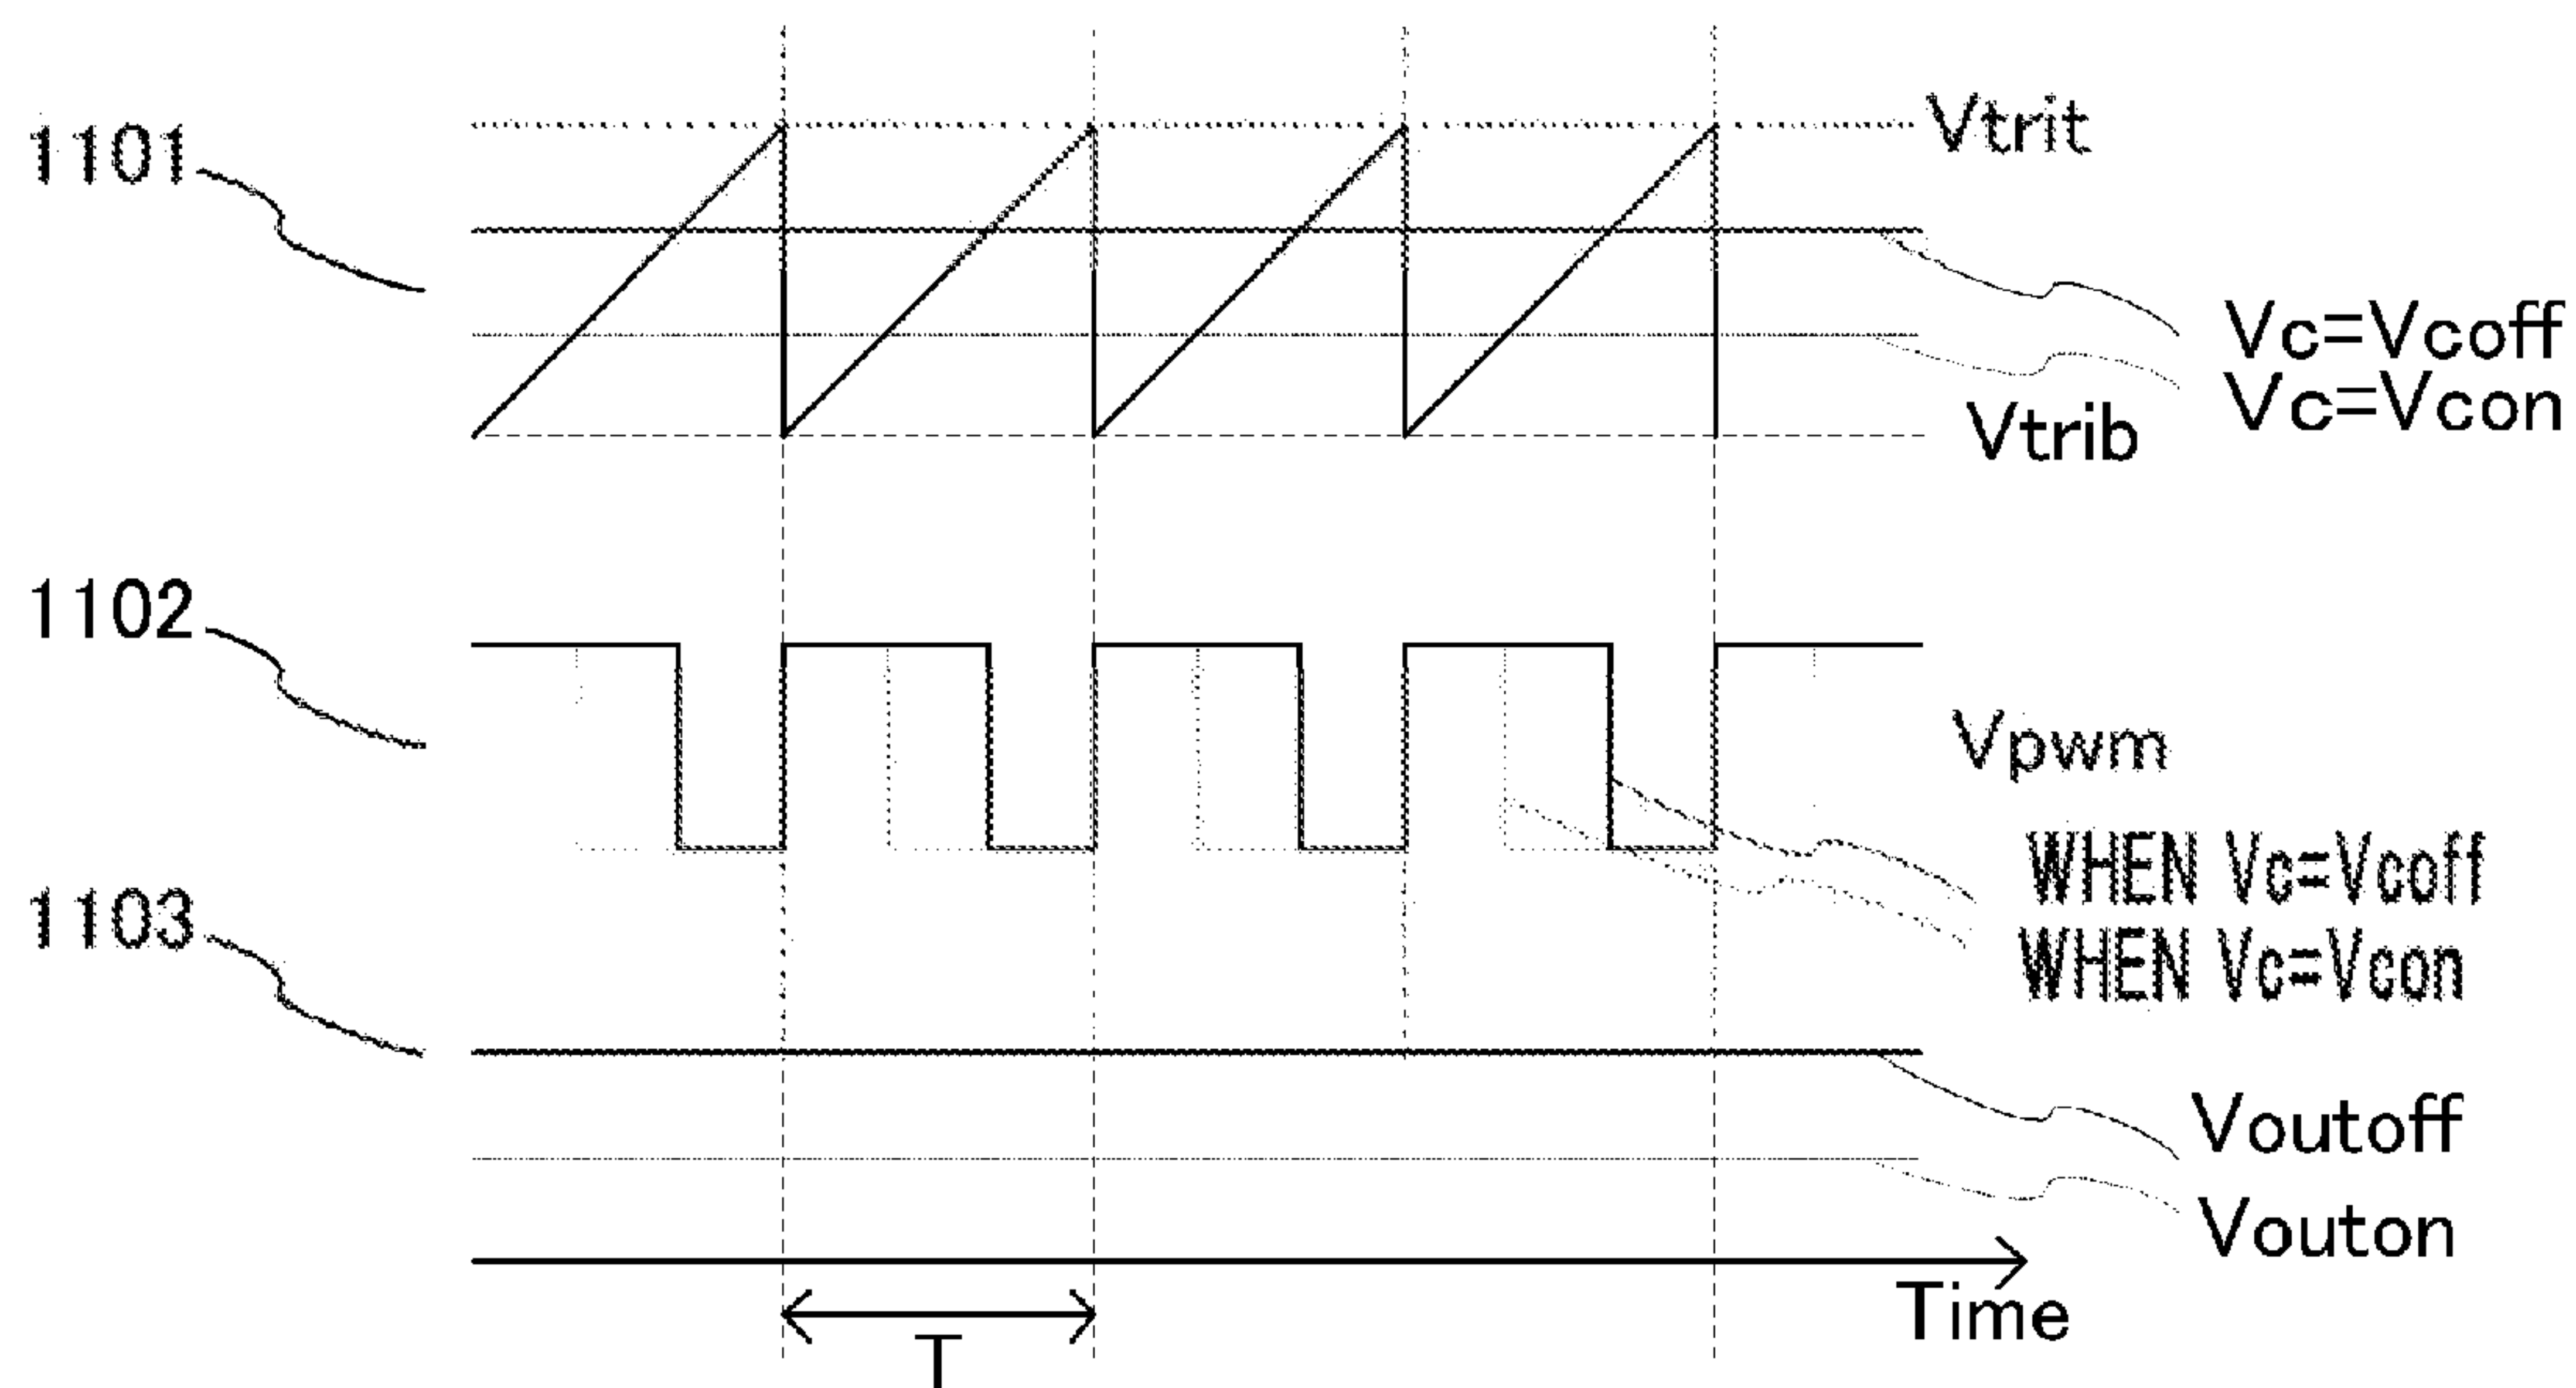 1101
Vtrit
Vc=Vcoff
Vc=Vcon
Vtrib
1102
Vpwm
WHEN Vc=Vcoff
WHEN Vc=Vcon
1103
Voutoff
Vouton
Time
T